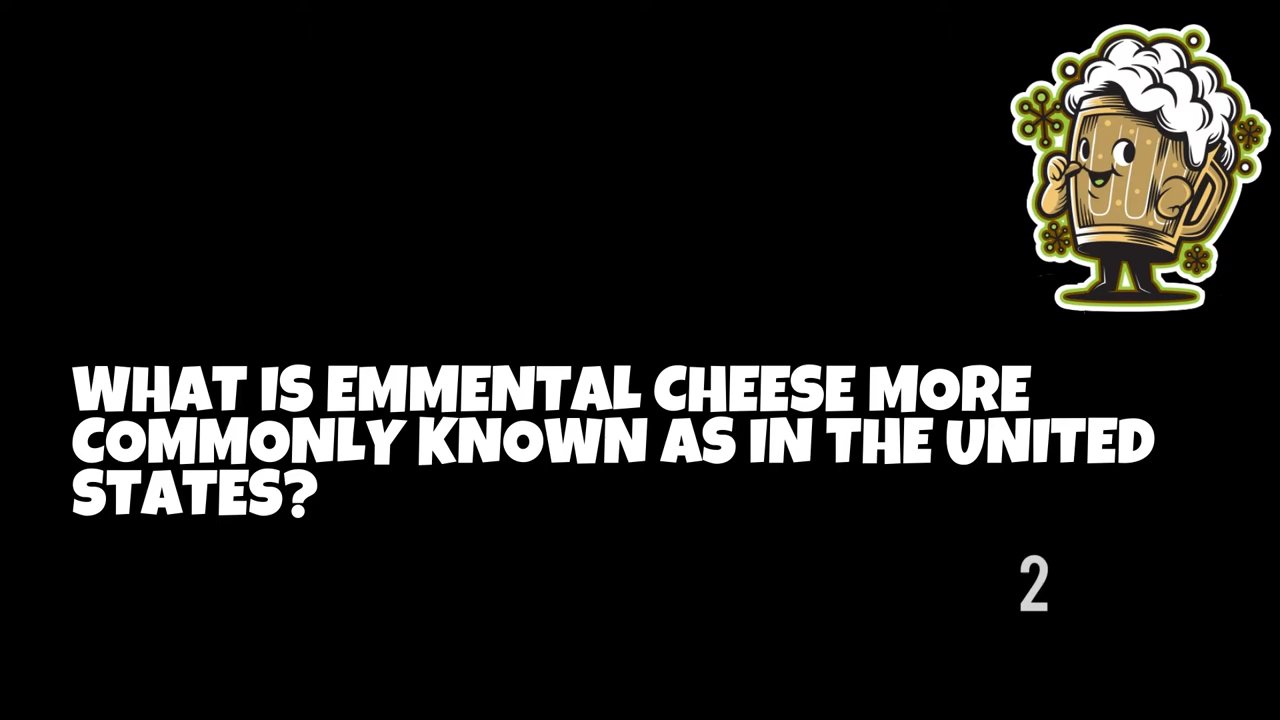 WHAT IS EMMENTAL CHEESE MORE
COMMONLY KNOWN AS IN THE UNITED
STATES?
2